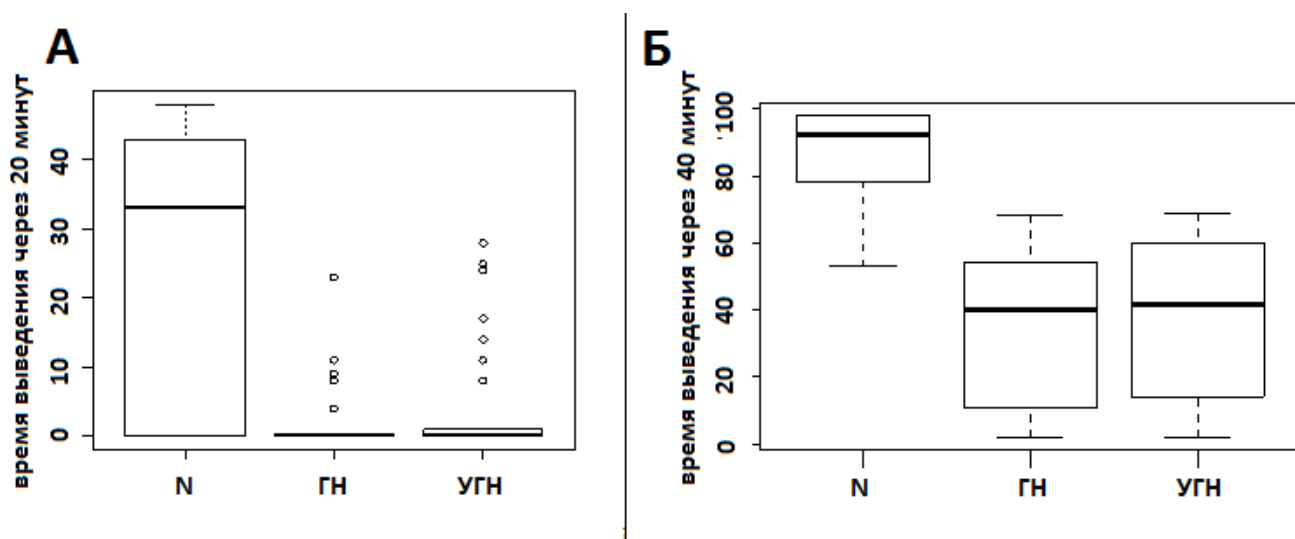 А
время выведения через 20 минут
40
30
20
10
0
N
ГН
УГН
Б
время выведения через 40 минут
100
80
60
40
20
0
N
ГН
УГН